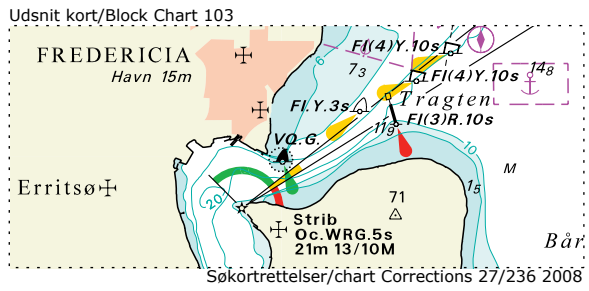 Udsnit kort/Block Chart 103
FREDERICIA
Havn 15m
Fl(4)Y.10s
Fl(4)Y.10s
6
7₃
14₈
Tragten
Fl.Y.3s
Fl(3)R.10s
11₉
VQ.G.
10
M
Erritsø
1₅
20
71
Strib
Oc.WRG.5s
21m 13/10M
Bår
Søkortrettelser/chart Corrections 27/236 2008